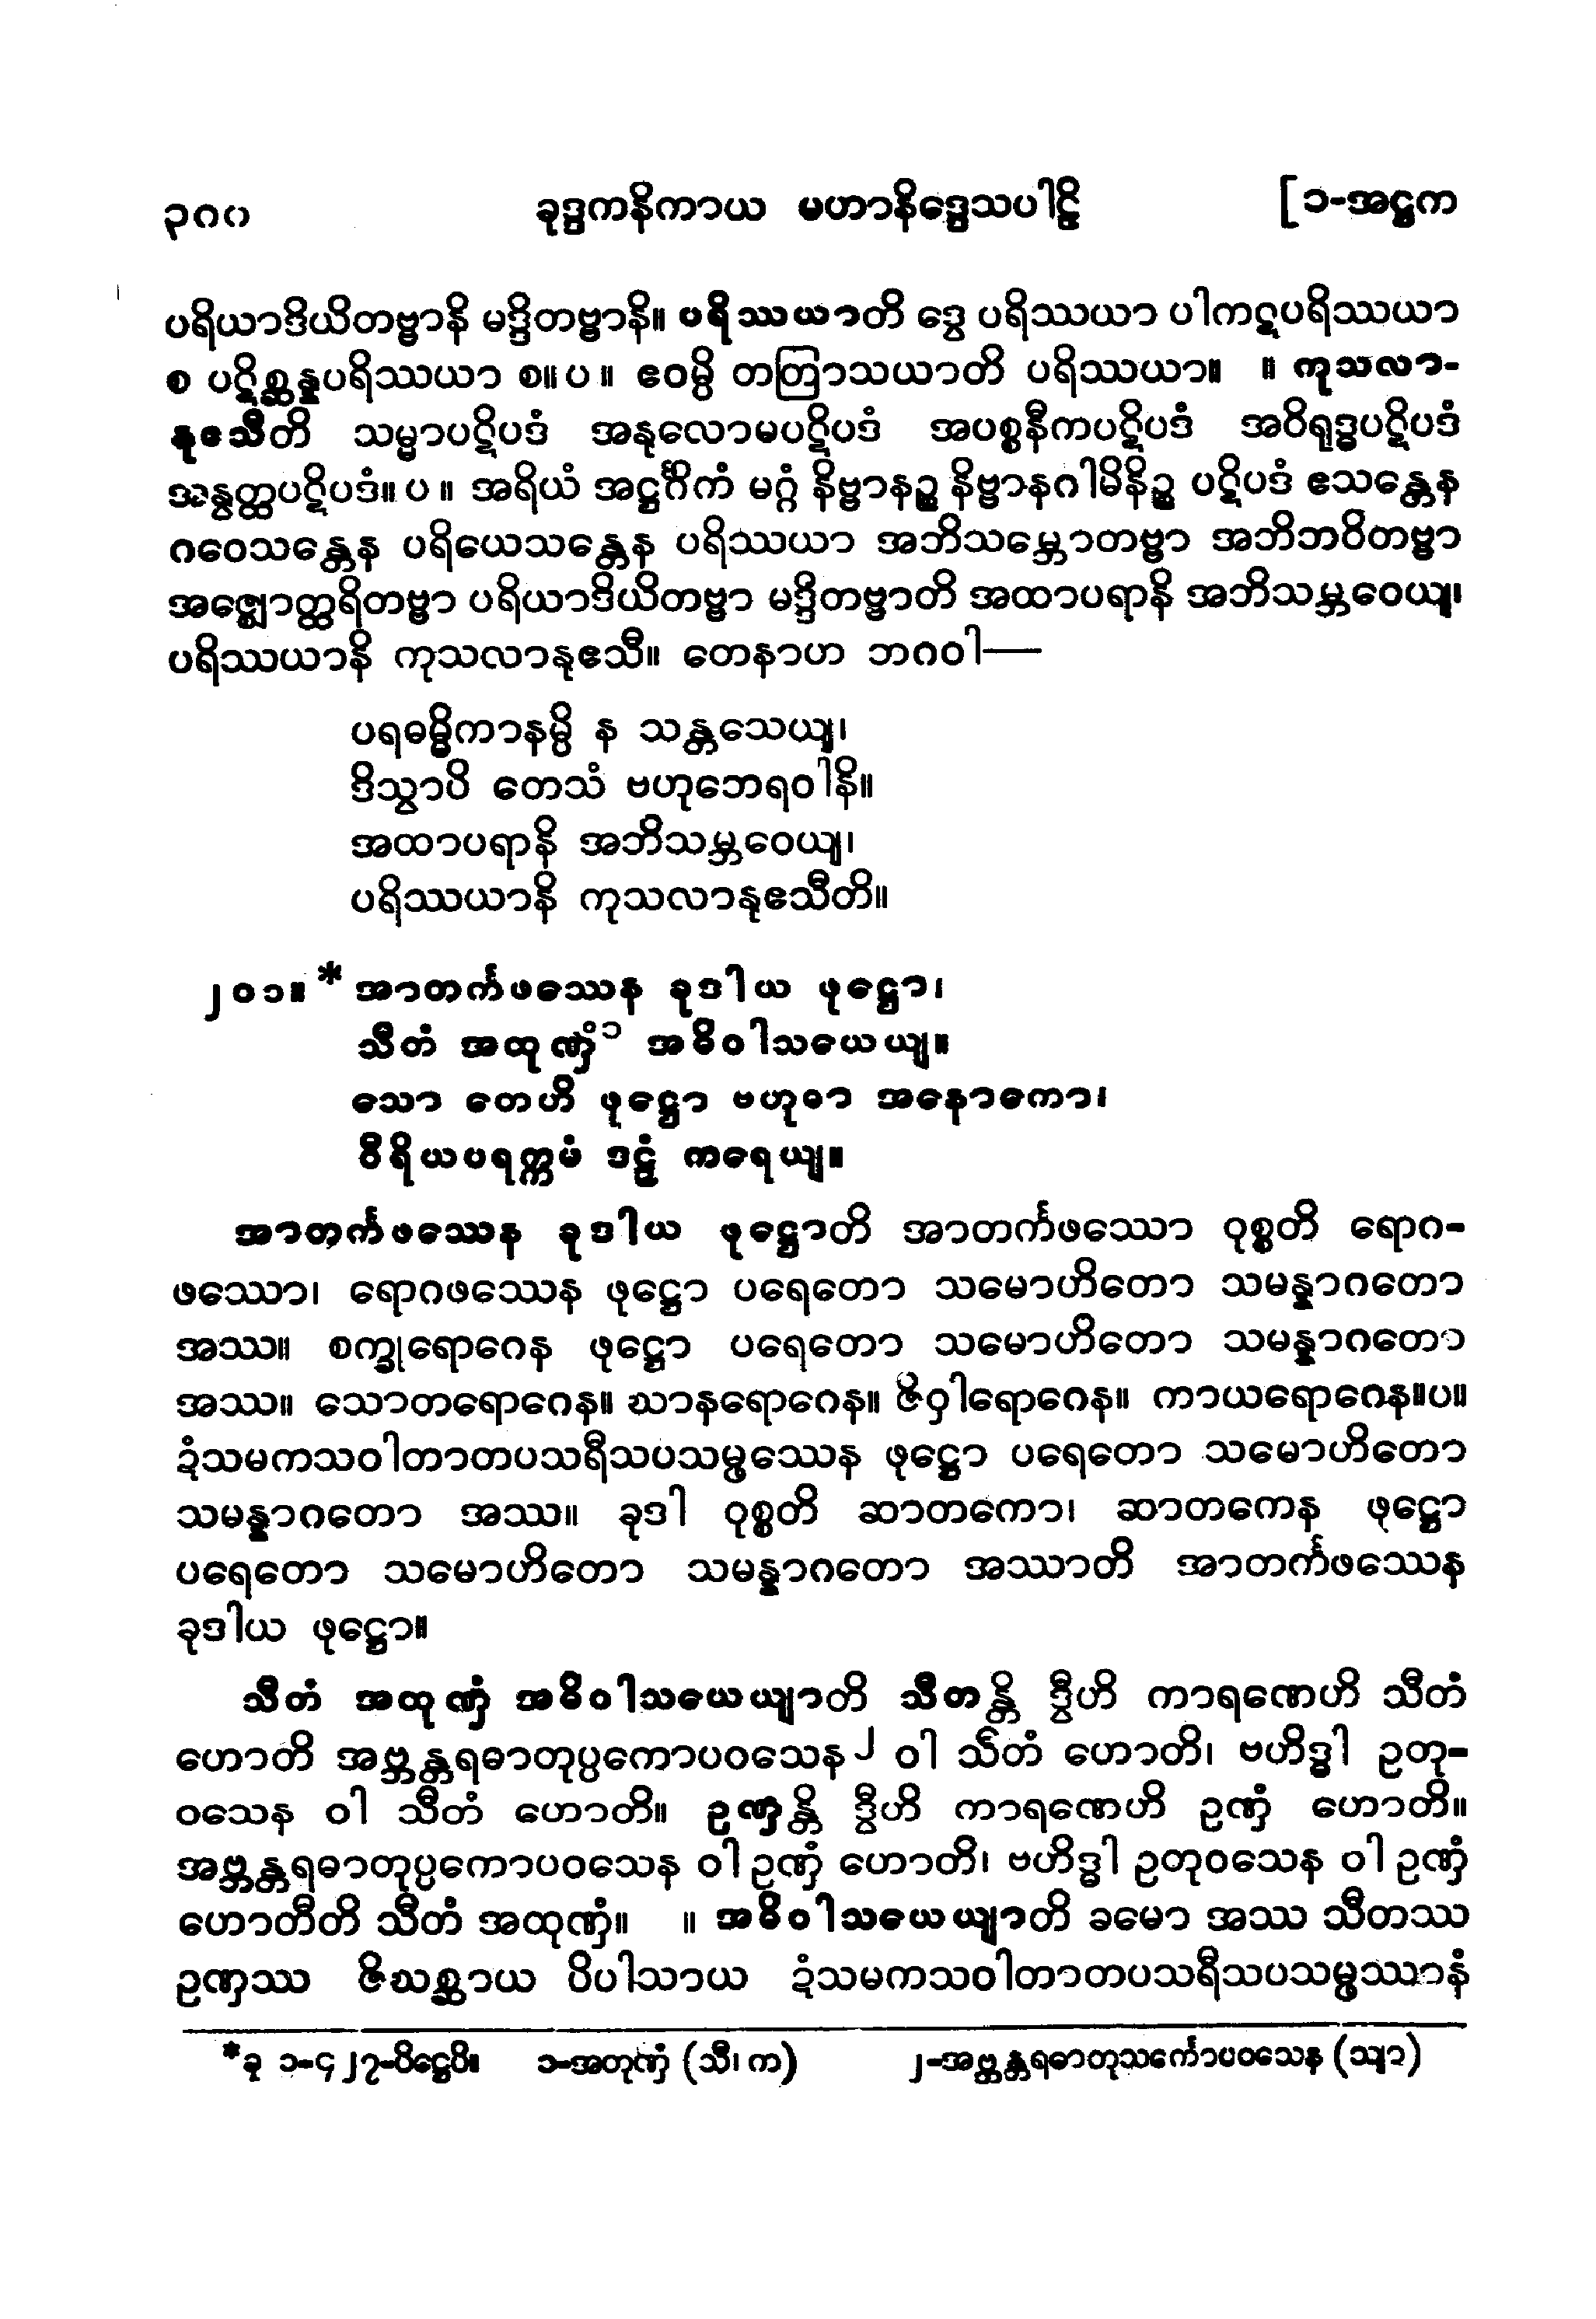 ၃၈၀ ခုဒ္ဒကနိကာယ မဟာနိဒ္ဒေသပါဠိ [၁-အဋ္ဌက
ပရိယာဒိယိတဗ္ဗာနိ မဒ္ဒိတဗ္ဗာနိ။ ပရိဿယာတိ ဒွေ ပရိဿယာ ပါကဋပရိဿယာ
စ ပဋိစ္ဆန္နပရိဿယာ စ။ပ။ ဧဝမ္ပိ တတြာသယာတိ ပရိဿယာ။ ။ ကုသလာ-
နုဧသီတိ သမ္မာပဋိပဒံ အနုလောမပဋိပဒံ အပစ္စနီကပဋိပဒံ အဝိရုဒ္ဓပဋိပဒံ
အနွတ္ထပဋိပဒံ။ပ။ အရိယံ အဋ္ဌင်္ဂိကံ မဂ္ဂံ နိဗ္ဗာနဉ္စ နိဗ္ဗာနဂါမိနိဉ္စ ပဋိပဒံ ဧသန္တေန
ဂဝေသန္တေန ပရိယေသန္တေန ပရိဿယာ အဘိသမ္ဘောတဗ္ဗာ အဘိဘဝိတဗ္ဗာ
အဇ္ဈောတ္ထရိတဗ္ဗာ ပရိယာဒိယိတဗ္ဗာ မဒ္ဒိတဗ္ဗာတိ အထာပရာနိ အဘိသမ္ဘဝေယျ၊
ပရိဿယာနိ ကုသလာနုဧသီ။ တေနာဟ ဘဂဝါ—
ပရဓမ္မိကာနမ္ပိ န သန္တသေယျ၊
ဒိသွာပိ တေသံ ဗဟုဘေရဝါနိ။
အထာပရာနိ အဘိသမ္ဘဝေယျ၊
ပရိဿယာနိ ကုသလာနုဧသီတိ။
၂၀၁။ * အာတင်္ကဖဿေန ခုဒါယ ဖုဋ္ဌော၊
သီတံ အထုဏှံ၁ အဓိဝါသယေယျ။
သော တေဟိ ဖုဋ္ဌော ဗဟုဓာ အနောကော၊
ဝီရိယပရက္ကမံ ဒဠှံ ကရေယျ။
အာတင်္ကဖဿေန ခုဒါယ ဖုဋ္ဌောတိ အာတင်္ကဖဿော ဝုစ္စတိ ရောဂ-
ဖဿော၊ ရောဂဖဿေန ဖုဋ္ဌော ပရေတော သမောဟိတော သမန္နာဂတော
အဿ။ စက္ခုရောဂေန ဖုဋ္ဌော ပရေတော သမောဟိတော သမန္နာဂတော
အဿ။ သောတရောဂေန။ ဃာနရောဂေန။ ဇိဝှါရောဂေန။ ကာယရောဂေန။ပ။
ဍံသမကသဝါတာတပသရီသပသမ္ဖဿေန ဖုဋ္ဌော ပရေတော သမောဟိတော
သမန္နာဂတော အဿ။ ခုဒါ ဝုစ္စတိ ဆာတကော၊ ဆာတကေန ဖုဋ္ဌော
ပရေတော သမောဟိတော သမန္နာဂတော အဿာတိ အာတင်္ကဖဿေန
ခုဒါယ ဖုဋ္ဌော။
သီတံ အထုဏှံ အဓိဝါသယေယျာတိ သီတန္တိ ဒွီဟိ ကာရဏေဟိ သီတံ
ဟောတိ အဗ္ဘန္တရဓာတုပ္ပကောပဝသေန၂ ဝါ သီတံ ဟောတိ၊ ဗဟိဒ္ဓါ ဥတု-
ဝသေန ဝါ သီတံ ဟောတိ။ ဥဏှန္တိ ဒွီဟိ ကာရဏေဟိ ဥဏှံ ဟောတိ။
အဗ္ဘန္တရဓာတုပ္ပကောပဝသေန ဝါ ဥဏှံ ဟောတိ၊ ဗဟိဒ္ဓါ ဥတုဝသေန ဝါ ဥဏှံ
ဟောတီတိ သီတံ အထုဏှံ။ ။ အဓိဝါသယေယျာတိ ခမော အဿ သီတဿ
ဥဏှဿ ဇိဃစ္ဆာယ ပိပါသာယ ဍံသမကသဝါတာတပသရီသပသမ္ဖဿာနံ
*ခု ၁-၄၂၇-ပိဋ္ဌေပိ။ ၁-အတုဏှံ (သီ၊ က) ၂-အဗ္ဘန္တရဓာတုသင်္ကောပဝသေန (သျာ)